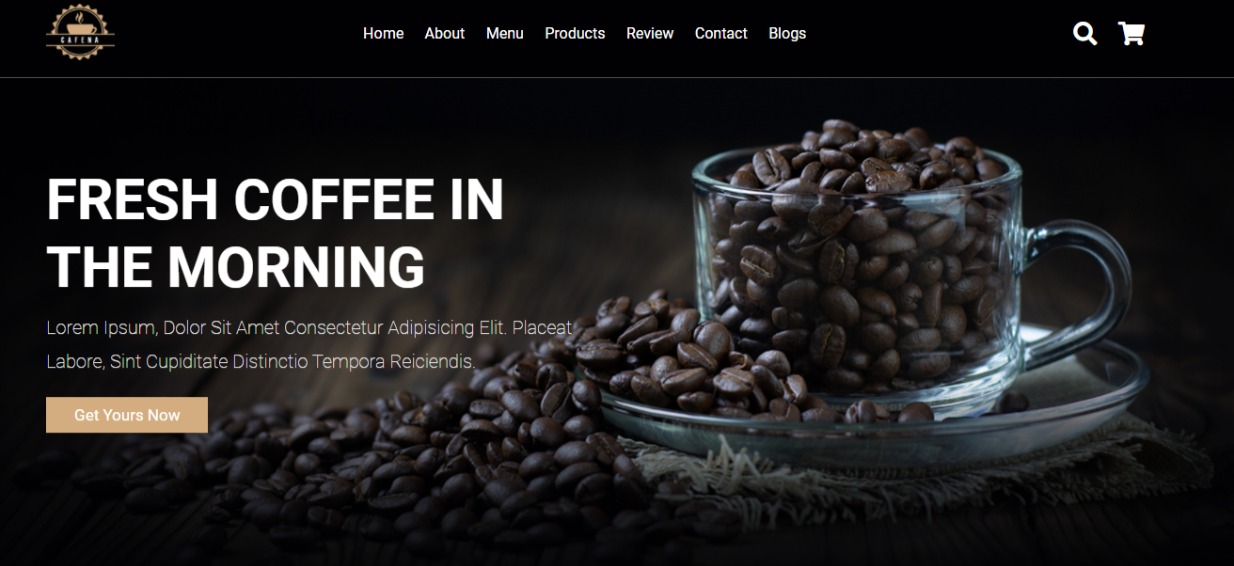 CAFENA
Home About Menu Products Review Contact Blogs
FRESH COFFEE IN
THE MORNING
Lorem Ipsum, Dolor Sit Amet Consectetur Adipisicing Elit. Placeat
Labore, Sint Cupiditate Distinctio Tempora Reiciendis.
Get Yours Now